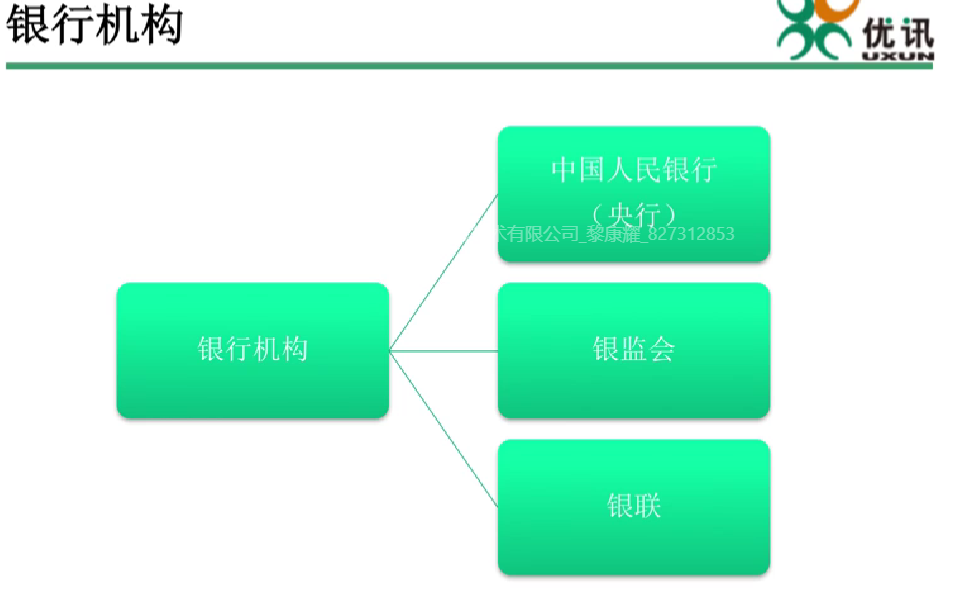 银行机构
优讯
UXUN
中国人民银行
（央行）
术有限公司_黎康耀_827312853
银行机构
银监会
银联